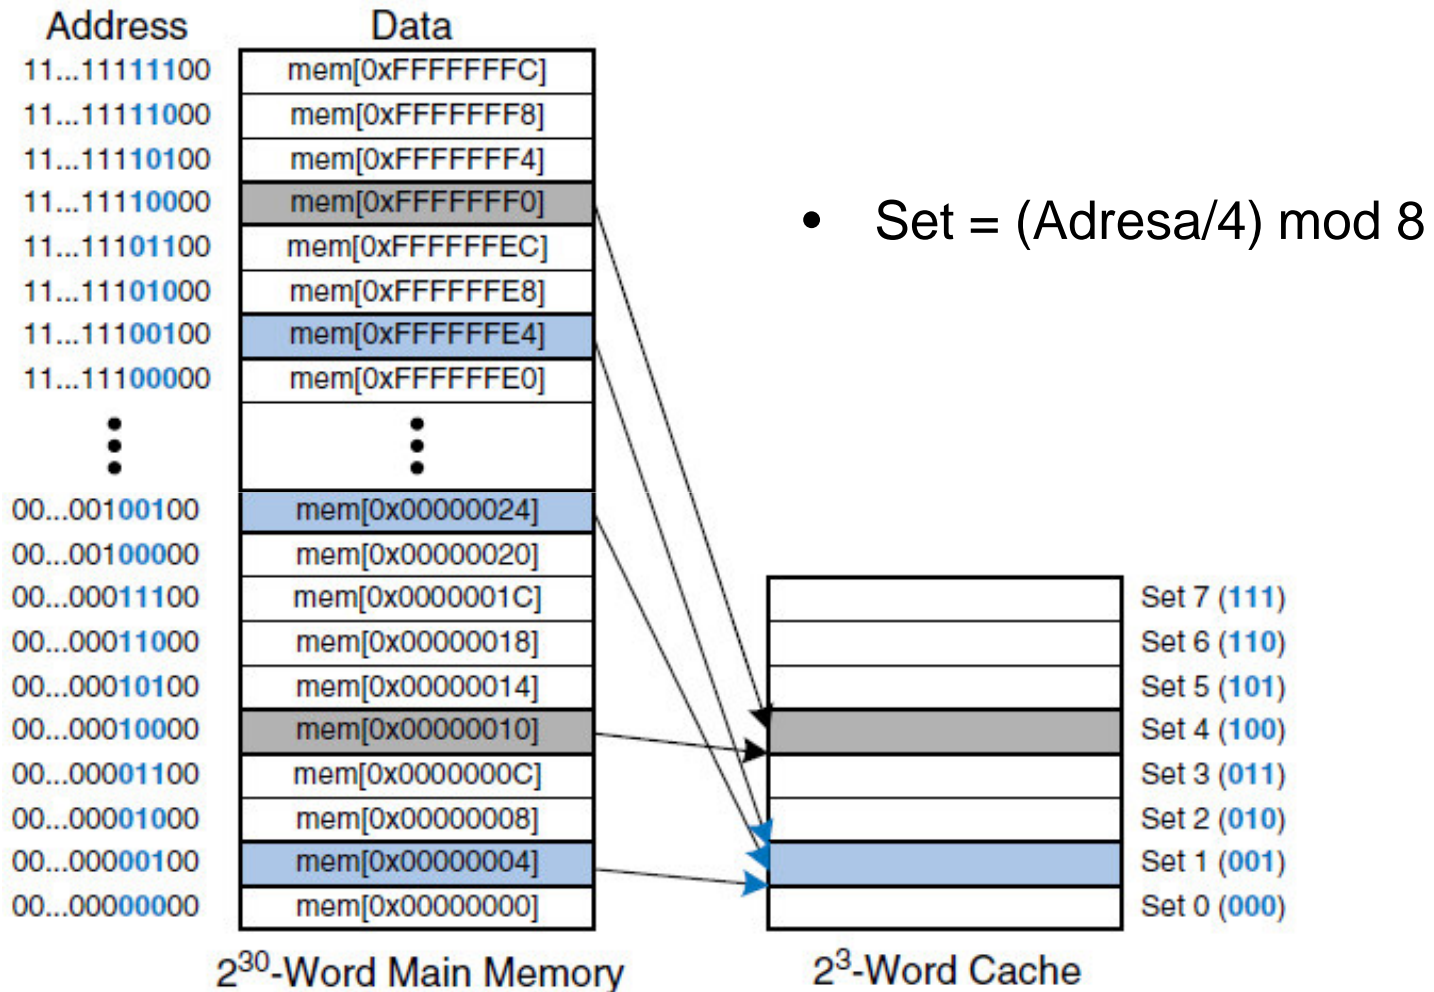 Address Data
11...11111100 mem[0xFFFFFFFC]
11...11111000 mem[0xFFFFFFF8]
11...11110100 mem[0xFFFFFFF4]
11...11110000 mem[0xFFFFFFF0]
• Set = (Adresa/4) mod 8
11...11101100 mem[0xFFFFFFEC]
11...11101000 mem[0xFFFFFFE8]
11...11100100 mem[0xFFFFFFE4]
11...11100000 mem[0xFFFFFFE0]
00...00100100 mem[0x00000024]
00...00100000 mem[0x00000020]
00...00011100 mem[0x0000001C] Set 7 (111)
00...00011000 mem[0x00000018] Set 6 (110)
00...00010100 mem[0x00000014] Set 5 (101)
00...00010000 mem[0x00000010] Set 4 (100)
00...00001100 mem[0x0000000C] Set 3 (011)
00...00001000 mem[0x00000008] Set 2 (010)
00...00000100 mem[0x00000004] Set 1 (001)
00...00000000 mem[0x00000000] Set 0 (000)
2³⁰-Word Main Memory 2³-Word Cache